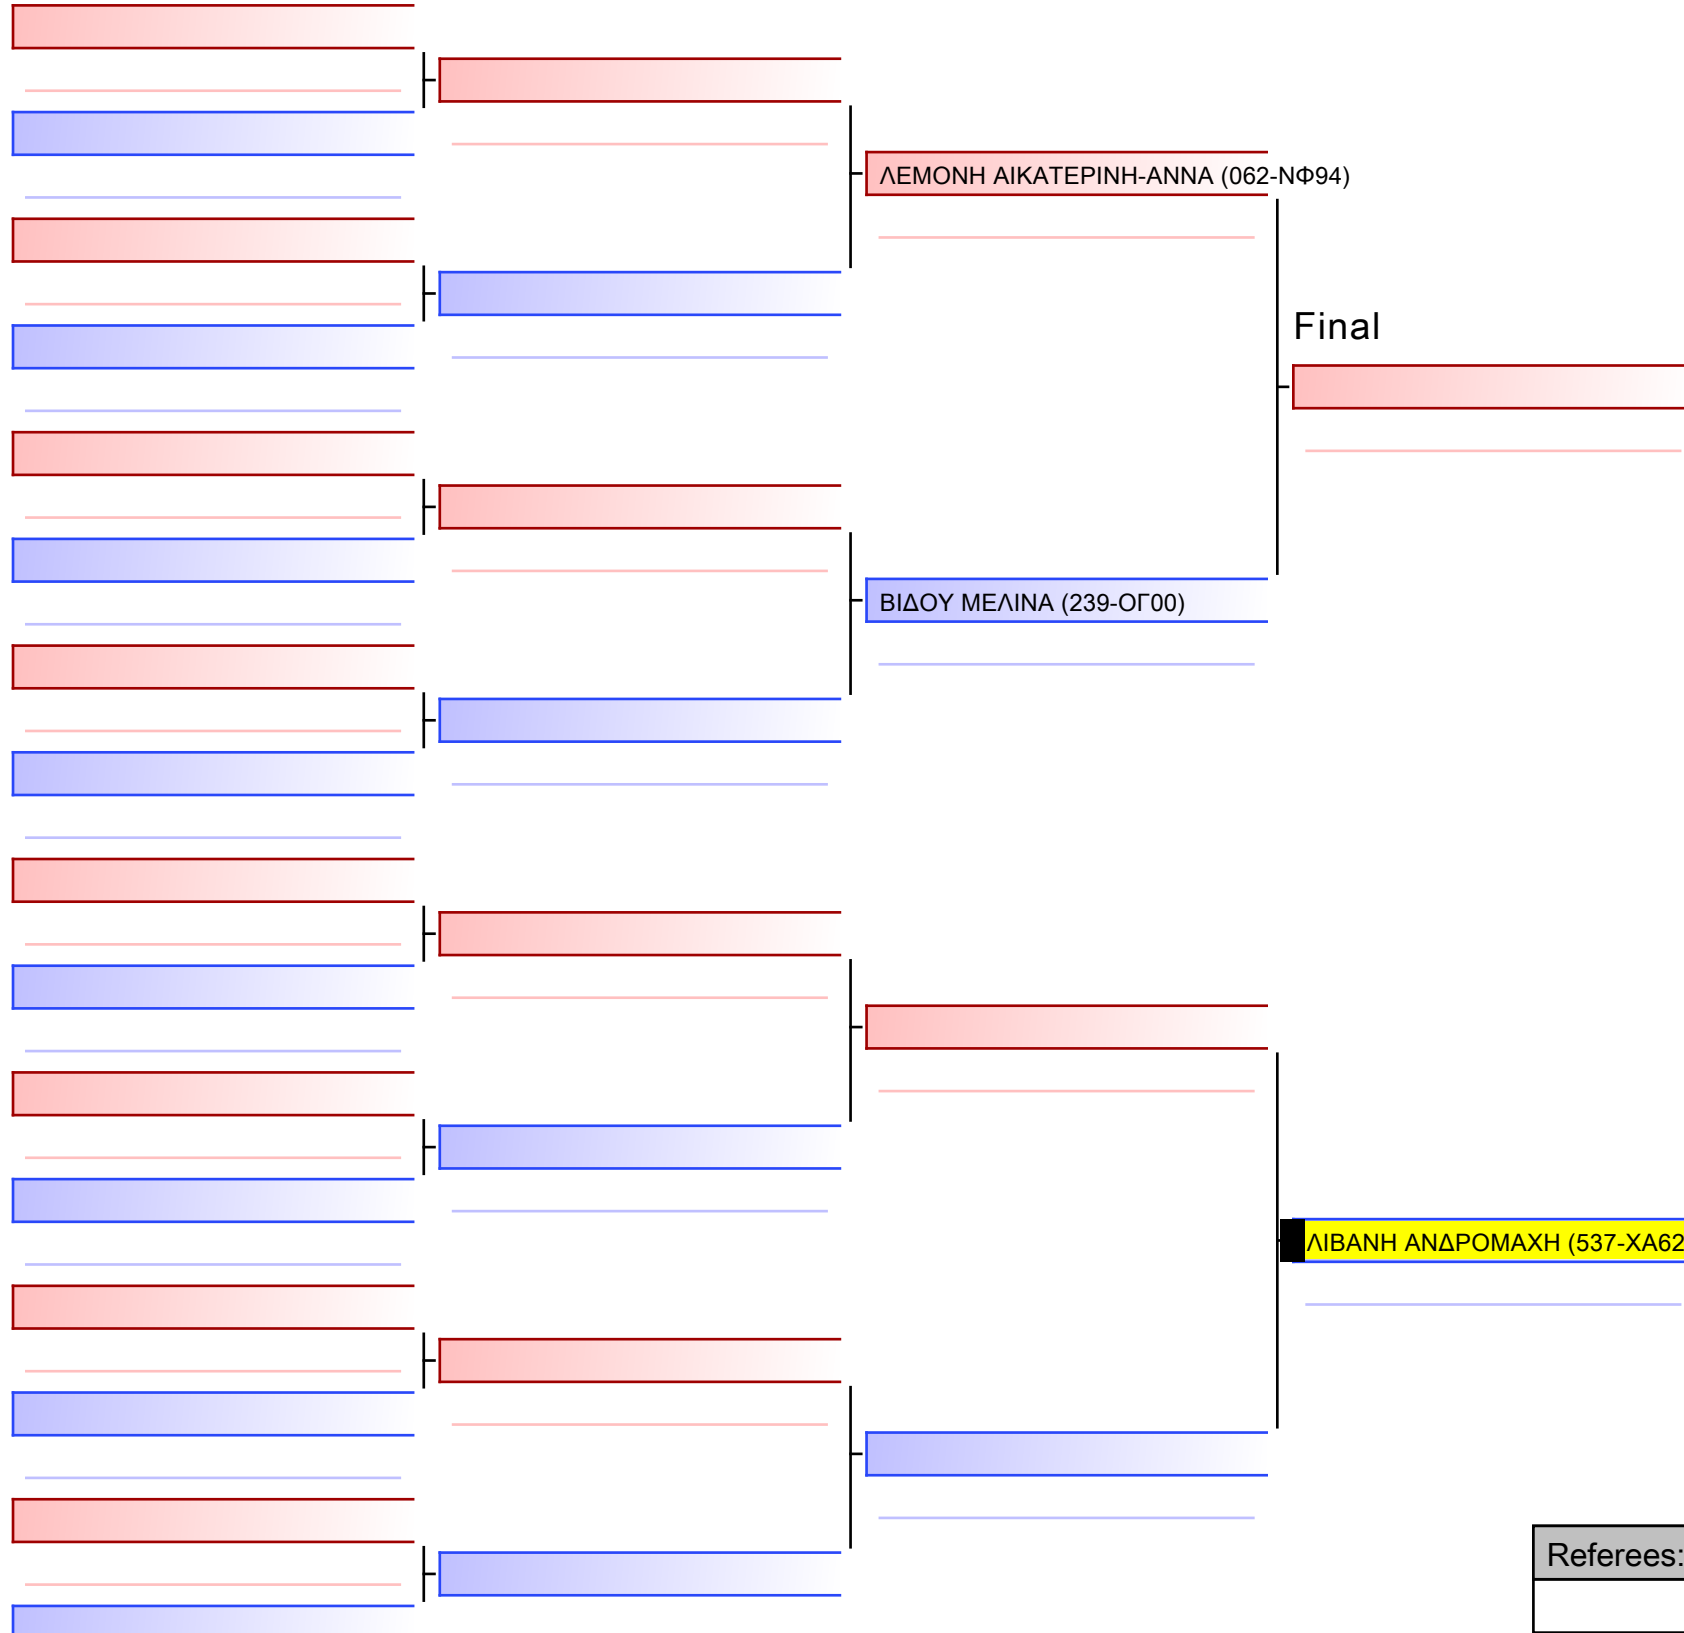 ΛΕΜΟΝΗ ΑΙΚΑΤΕΡΙΝΗ-ΑΝΝΑ (062-ΝΦ94)
Final
ΒΙΔΟΥ ΜΕΛΙΝΑ (239-ΟΓ00)
ΛΙΒΑΝΗ ΑΝΔΡΟΜΑΧΗ (537-ΧΑ62
Referees: